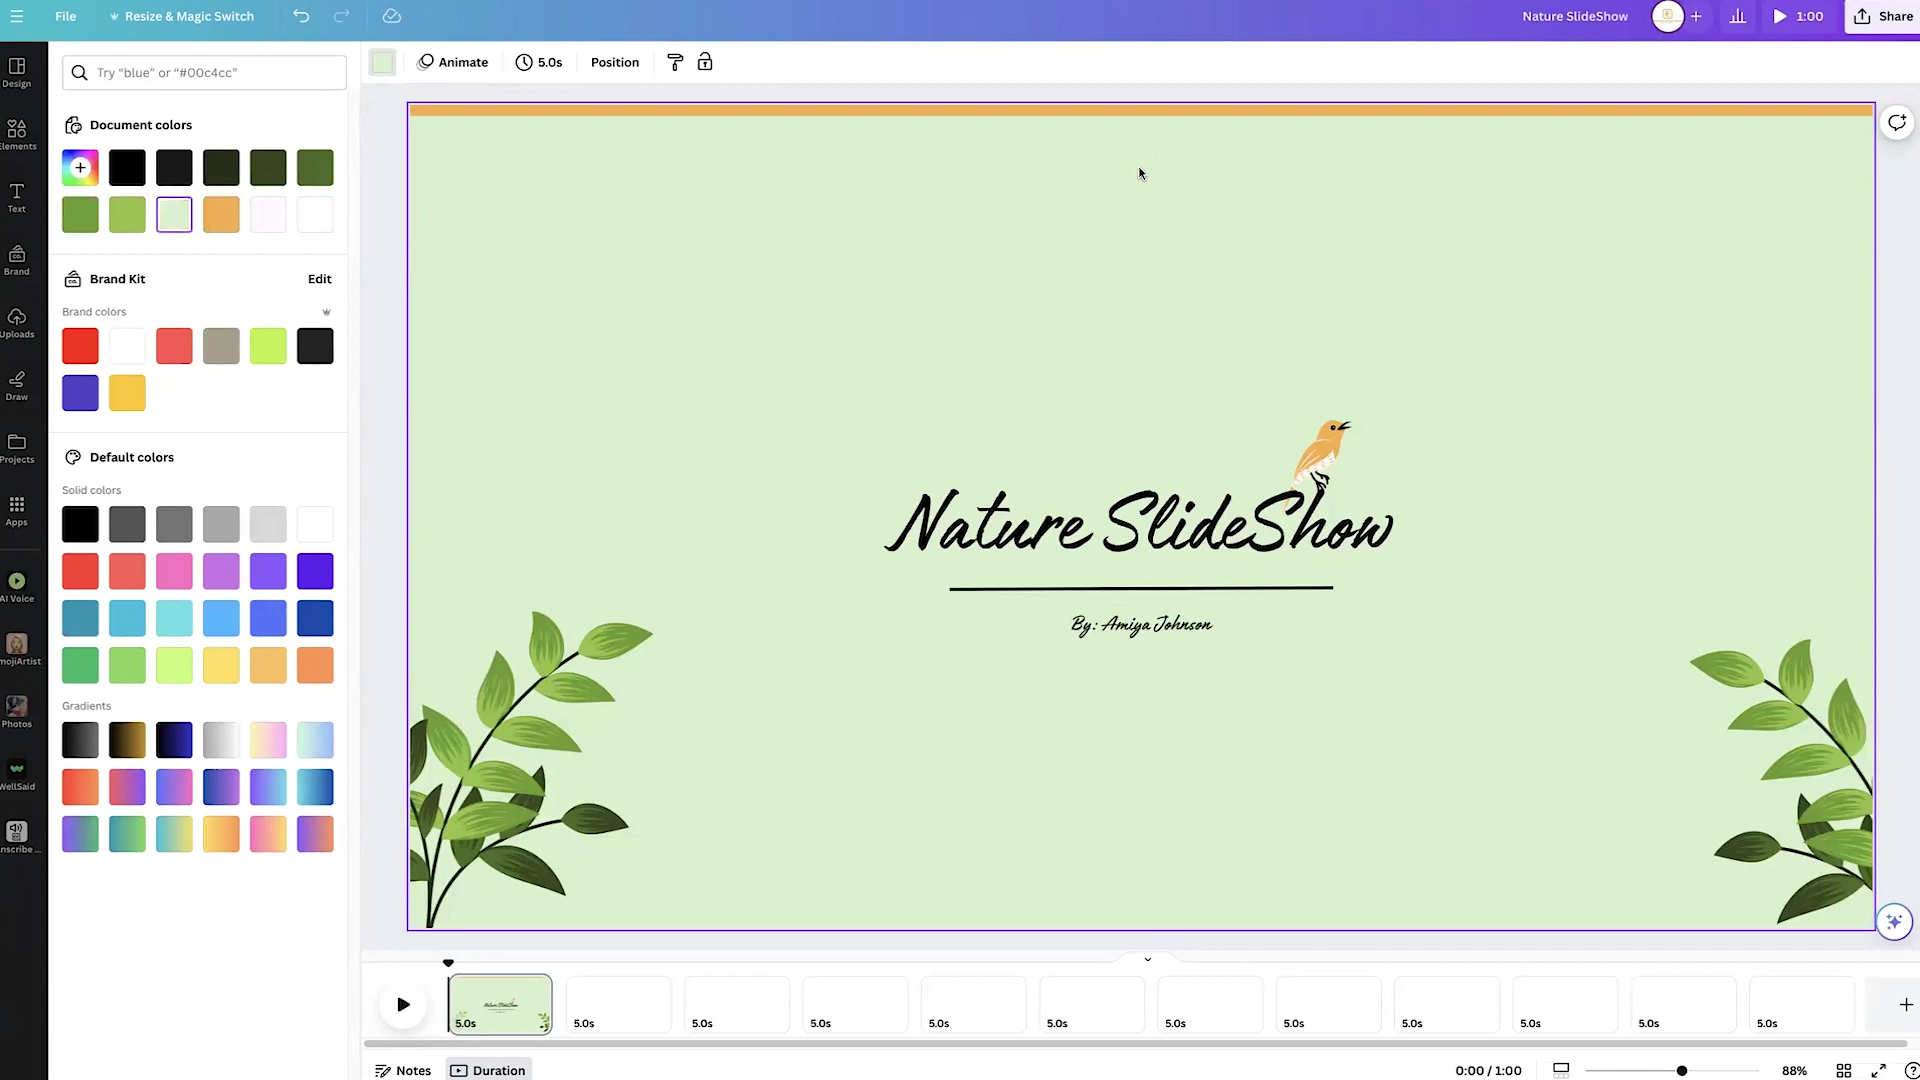 File
Resize & Magic Switch
Nature SlideShow
1:00
Share
Design
Elements
Text
Brand
Uploads
Draw
Projects
Apps
AI Voice
mojiArtist
Photos
WellSaid
nscribe ...
Try “blue” or “#00c4cc”
Document colors
Brand Kit
Edit
Brand colors
Default colors
Solid colors
Gradients
Animate
5.0s
Position
Nature SlideShow
By: Amiya Johnson
5.0s
5.0s
5.0s
5.0s
5.0s
5.0s
5.0s
5.0s
5.0s
5.0s
5.0s
5.0s
Notes
Duration
0:00 / 1:00
88%